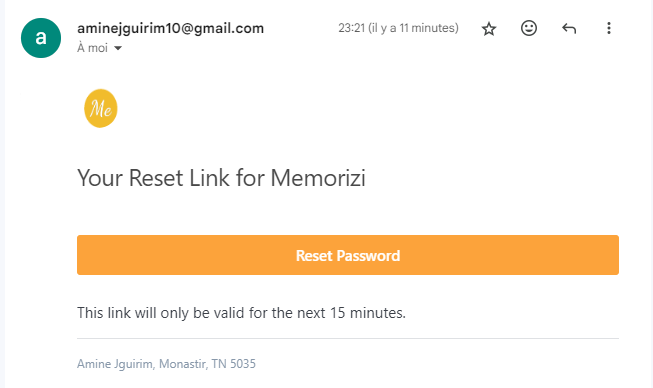 a
aminejguirim10@gmail.com
23:21 (il y a 11 minutes)
À moi
Me
Your Reset Link for Memorizi
Reset Password
This link will only be valid for the next 15 minutes.
Amine Jguirim, Monastir, TN 5035